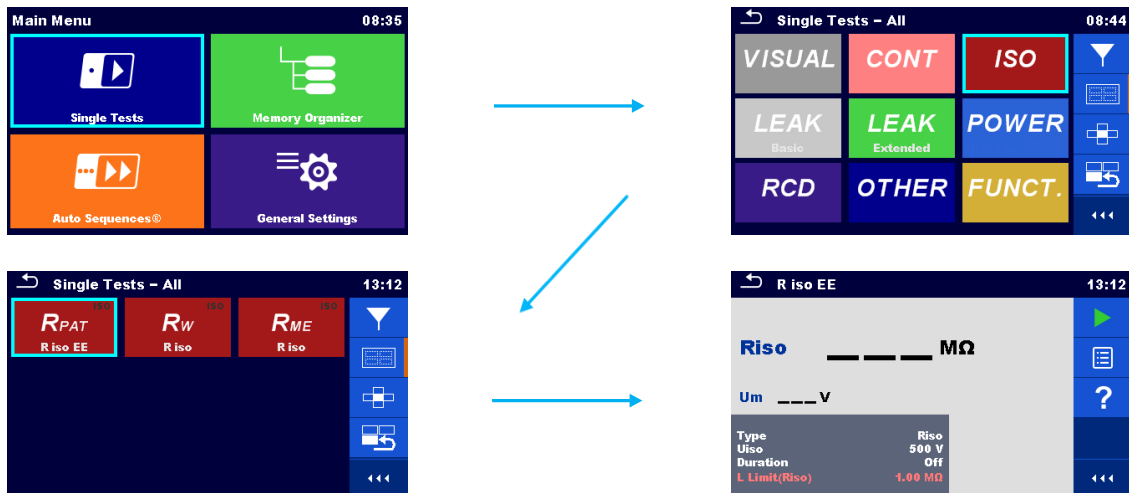 Main Menu 08:35
Single Tests
Memory Organizer
Auto Sequences®
General Settings
Single Tests – All 08:44
VISUAL CONT ISO
LEAK LEAK POWER
Basic Extended
RCD OTHER FUNCT.
Single Tests – All 13:12
ISO ISO ISO
RPAT RW RME
R iso EE R iso R iso
R iso EE 13:12
Riso ___ MΩ
Um ___ V
?
Type Riso
Uiso 500 V
Duration Off
L Limit(Riso) 1.00 MΩ